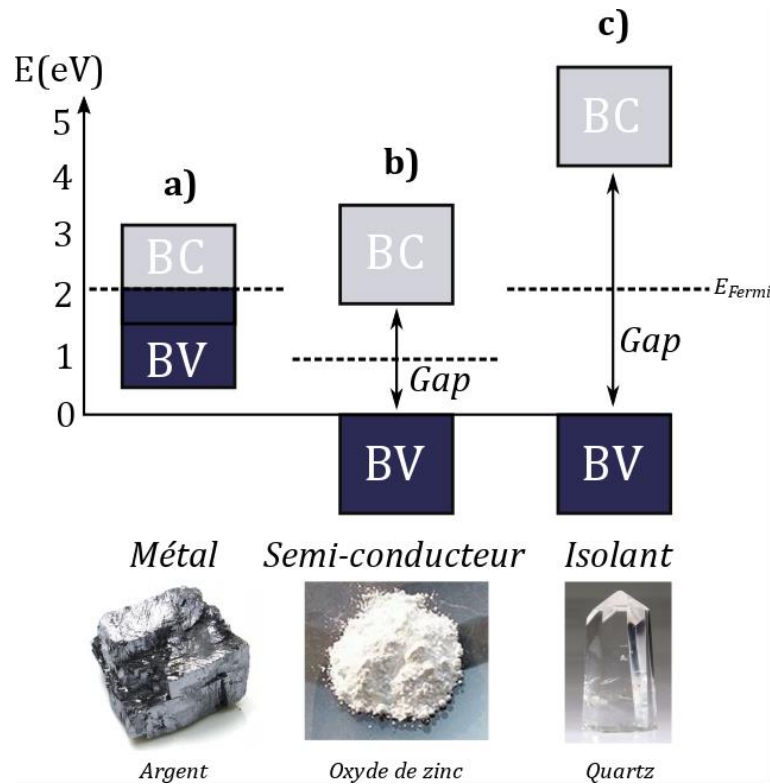 c)
E(eV)
BC
5
b)
4
a)
3
BC
BC
2
E_Fermi
Gap
1
BV
Gap
0
BV
BV
Métal
Semi-conducteur
Isolant
Argent
Oxyde de zinc
Quartz